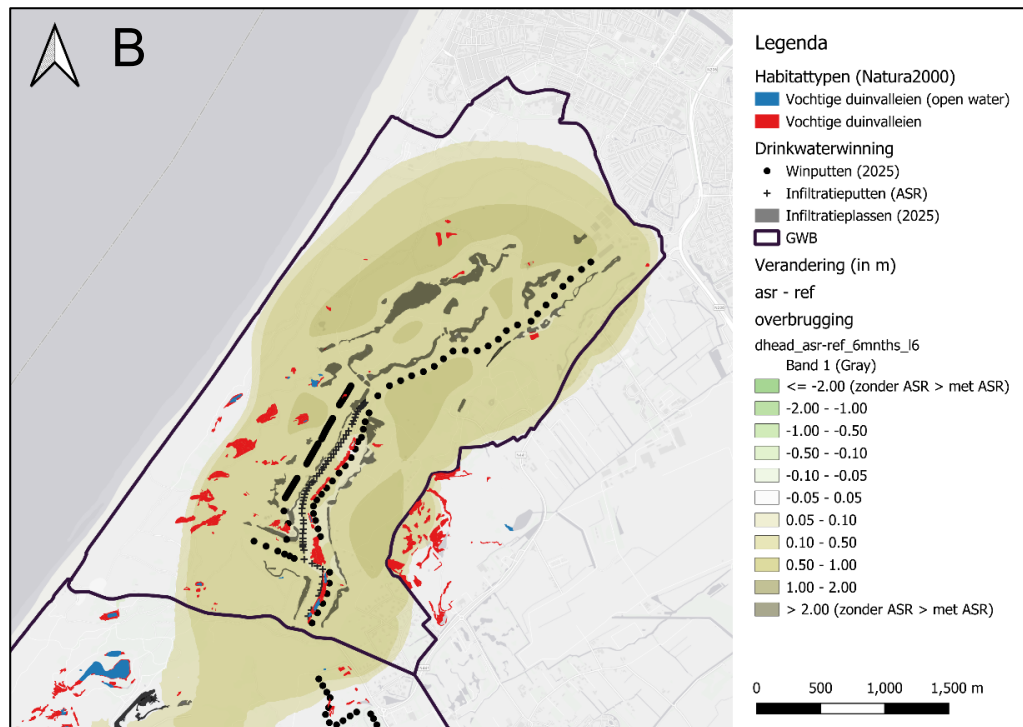 B
Legenda
Habitattypen (Natura2000)
Vochtige duinvalleien (open water)
Vochtige duinvalleien
Drinkwaterwinning
Winputten (2025)
Infiltratieputten (ASR)
Infiltratieplassen (2025)
GWB
Verandering (in m)
asr - ref
overbrugging
dhead_asr-ref_6mnths_l6
Band 1 (Gray)
<= -2.00 (zonder ASR > met ASR)
-2.00 - -1.00
-1.00 - -0.50
-0.50 - -0.10
-0.10 - -0.05
-0.05 - 0.05
0.05 - 0.10
0.10 - 0.50
0.50 - 1.00
1.00 - 2.00
> 2.00 (zonder ASR > met ASR)
0 500 1,000 1,500 m